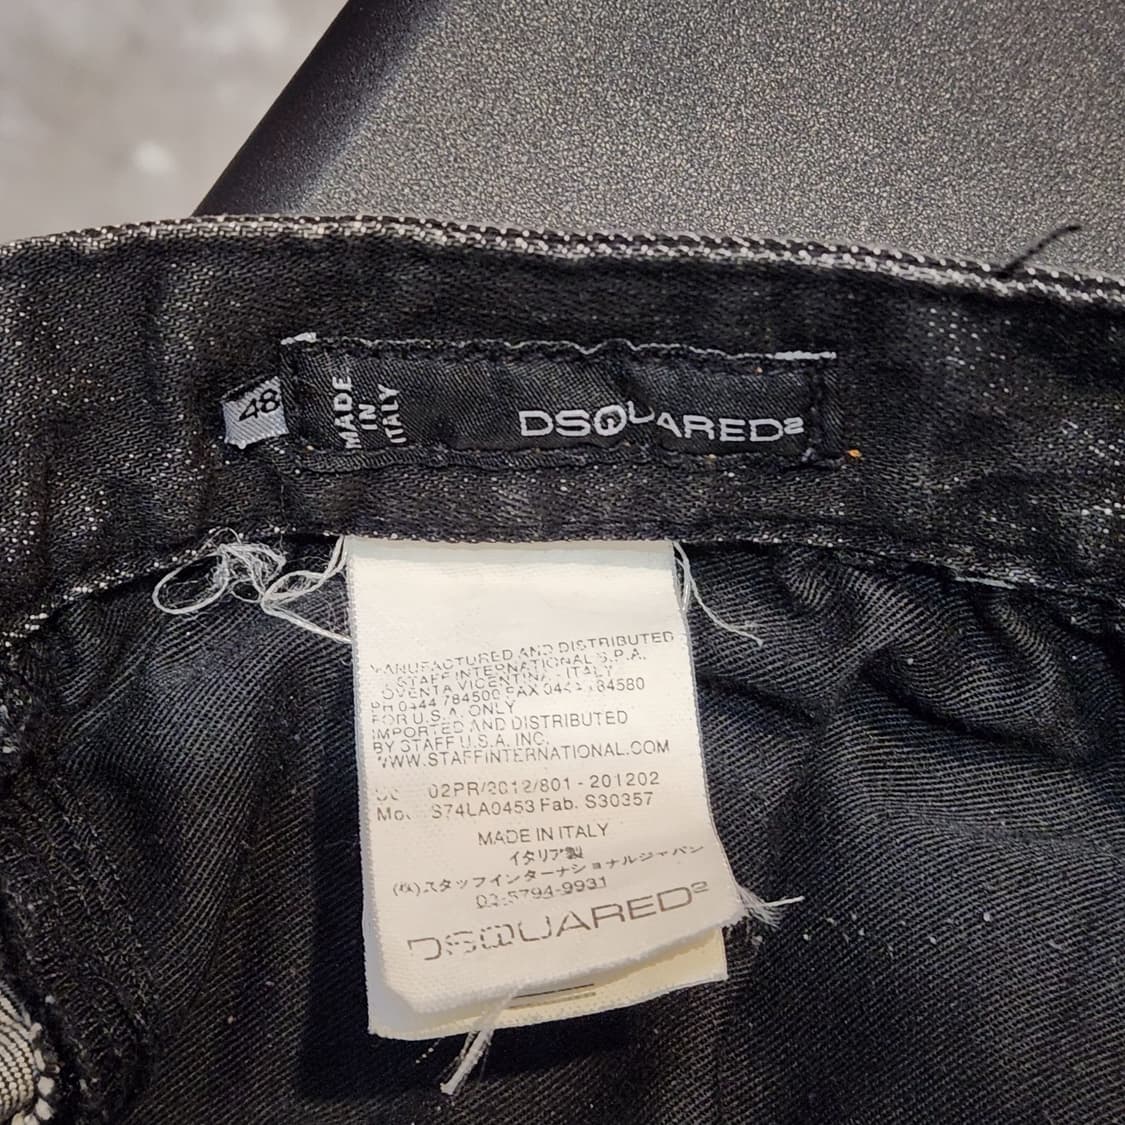 48
MADE
IN
ITALY
DSQUARED2
MANUFACTURED AND DISTRIBUTED
STAFF INTERNATIONAL S.P.A.
VICENTINA - ITALY
PH 0444 784500 FAX 784580
FOR U.S.A. ONLY
IMPORTED AND DISTRIBUTED
BY STAFF U.S.A. INC.
WWW.STAFFINTERNATIONAL.COM
02PR/2012/801 - 201202
S74LA0453 Fab. S30357
MADE IN ITALY
イタリア製
(株)スタッフインターナショナルジャパン
03-5794-9931
DSQUARED2